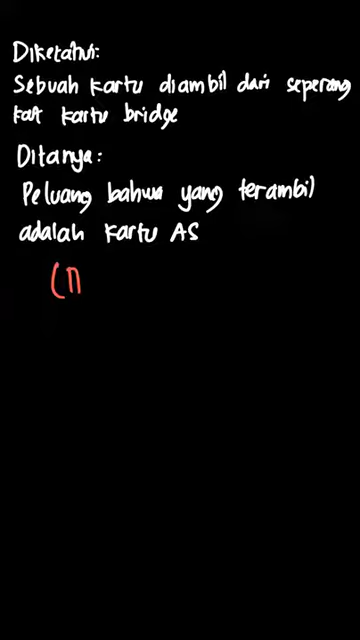 Diketahui:
Sebuah kartu diambil dari seperang
kat kartu bridge
Ditanya:
Peluang bahwa yang terambil
adalah kartu AS
(n